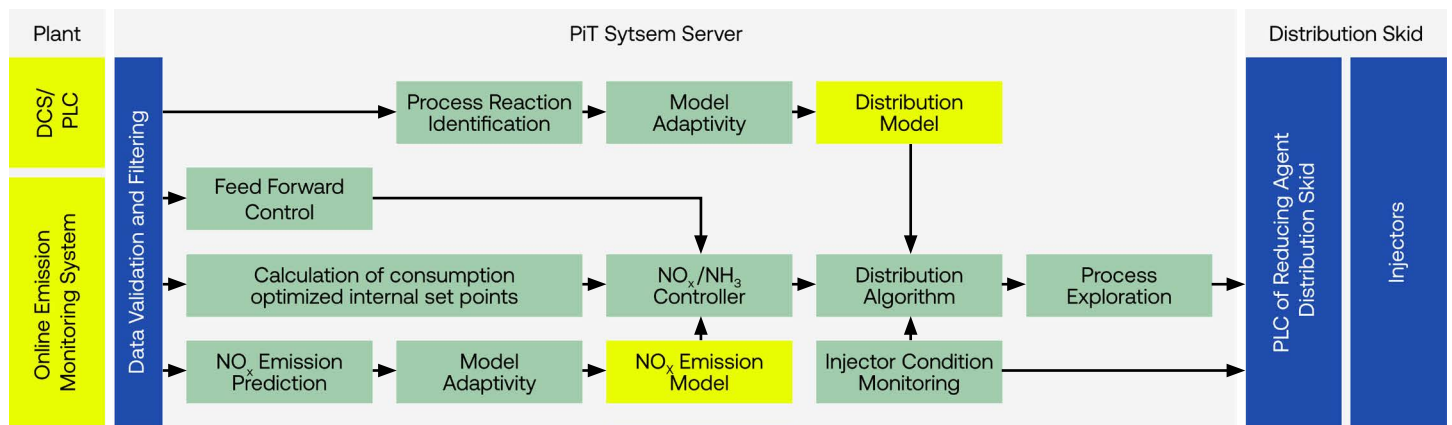 Plant
PiT Sytsem Server
Distribution Skid
DCS/
PLC
Online Emission
Monitoring System
Data Validation and Filtering
Process Reaction
Identification
Model
Adaptivity
Distribution
Model
Feed Forward
Control
Calculation of consumption
optimized internal set points
NOₓ/NH₃
Controller
Distribution
Algorithm
Process
Exploration
NOₓ Emission
Prediction
Model
Adaptivity
NOₓ Emission
Model
Injector Condition
Monitoring
PLC of Reducing Agent
Distribution Skid
Injectors